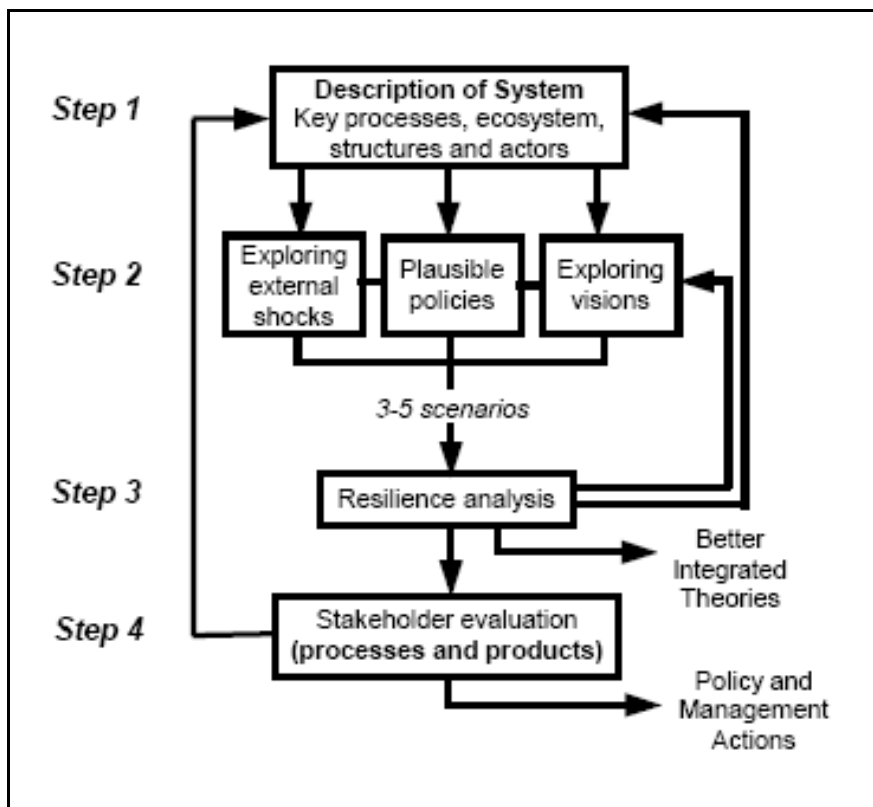 Step 1
Description of System
Key processes, ecosystem,
structures and actors
Step 2
Exploring
external
shocks
Plausible
policies
Exploring
visions
3-5 scenarios
Step 3
Resilience analysis
Better
Integrated
Theories
Step 4
Stakeholder evaluation
(processes and products)
Policy and
Management
Actions